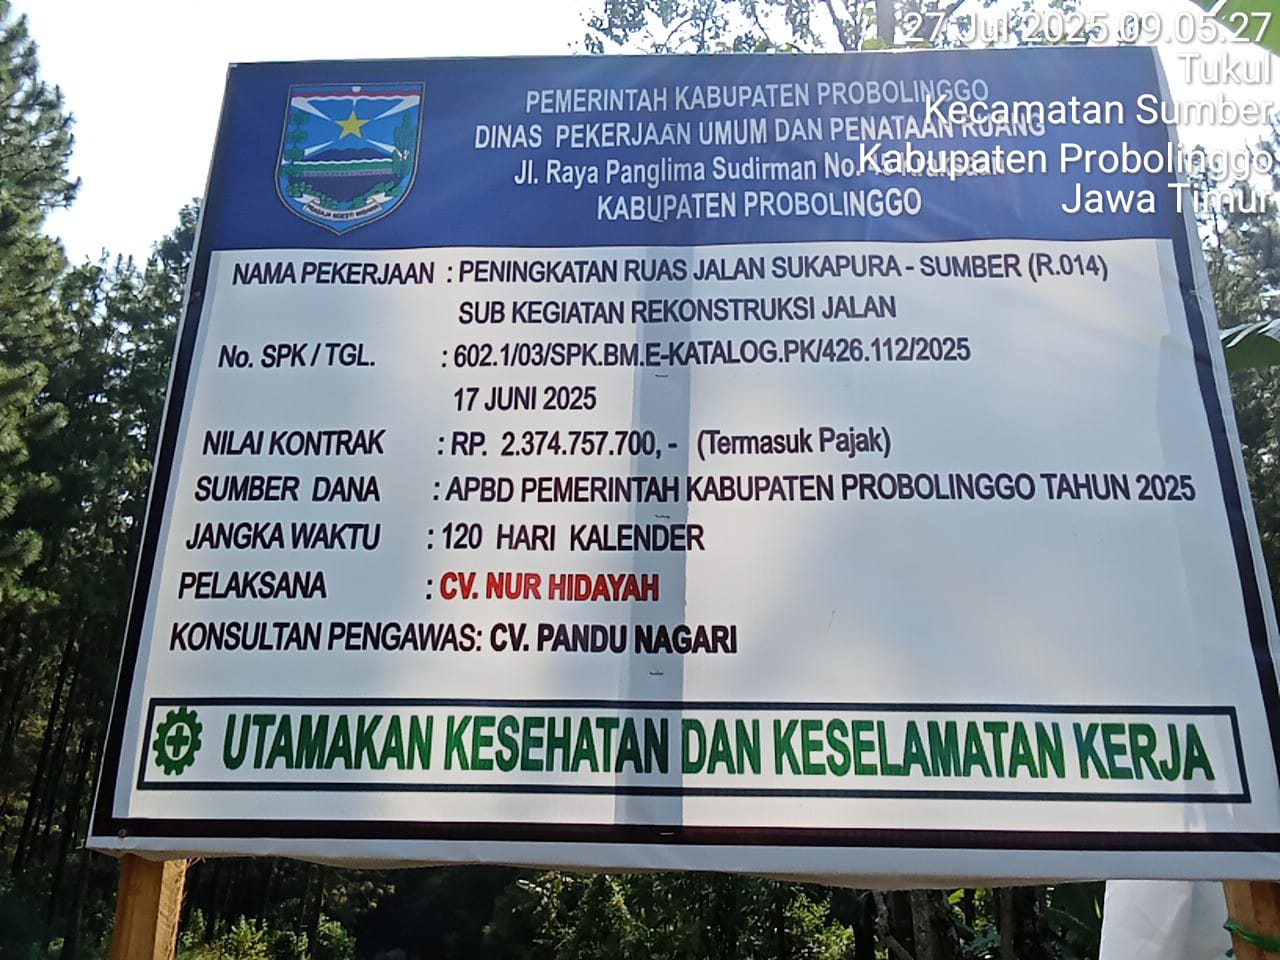 27 Jul 2025 09.05.27
Tukul
Kecamatan Sumber
Kabupaten Probolinggo
Jawa Timur
PEMERINTAH KABUPATEN PROBOLINGGO
DINAS PEKERJAAN UMUM DAN PENATAAN RUANG
Jl. Raya Panglima Sudirman No.
KABUPATEN PROBOLINGGO
NAMA PEKERJAAN : PENINGKATAN RUAS JALAN SUKAPURA - SUMBER (R.014)
SUB KEGIATAN REKONSTRUKSI JALAN
No. SPK / TGL. : 602.1/03/SPK.BM.E-KATALOG.PK/426.112/2025
17 JUNI 2025
NILAI KONTRAK : RP. 2.374.757.700, - (Termasuk Pajak)
SUMBER DANA : APBD PEMERINTAH KABUPATEN PROBOLINGGO TAHUN 2025
JANGKA WAKTU : 120 HARI KALENDER
PELAKSANA : CV. NUR HIDAYAH
KONSULTAN PENGAWAS: CV. PANDU NAGARI
UTAMAKAN KESEHATAN DAN KESELAMATAN KERJA